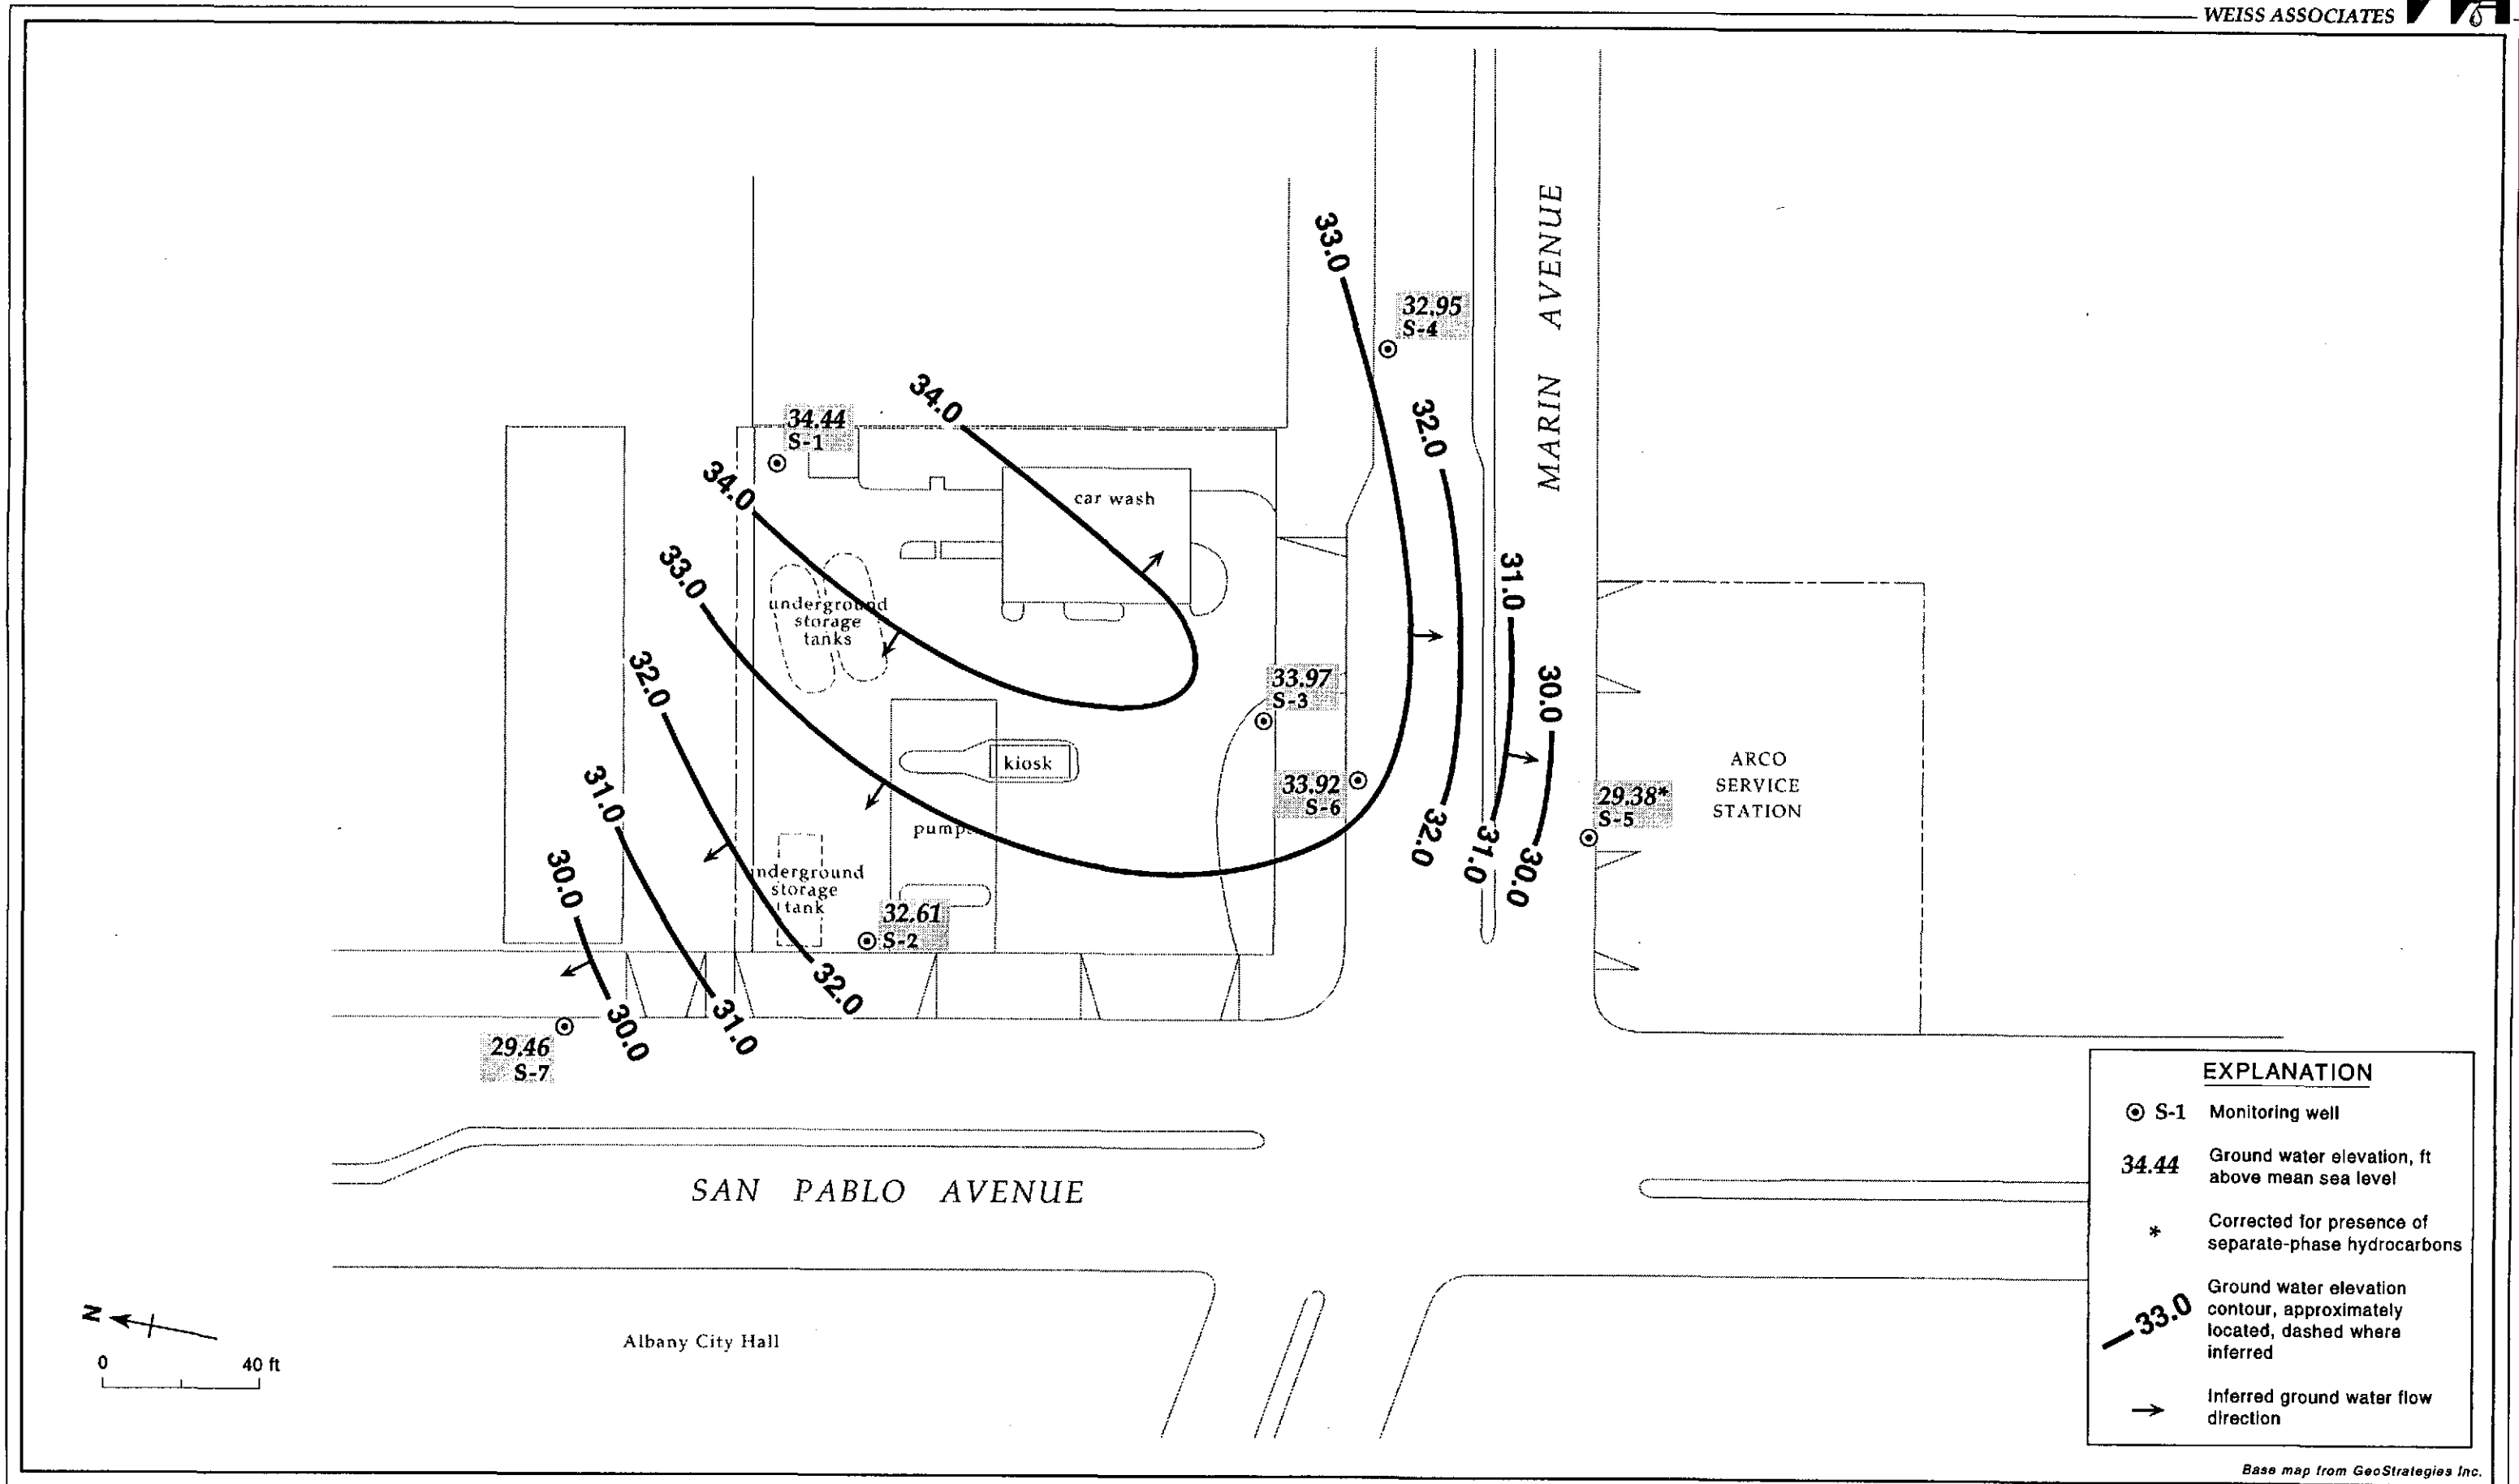 WEISS ASSOCIATES
33.0
MARIN AVENUE
32.95
S-4
34.0
32.0
34.44
S-1
34.0
car wash
33.0
31.0
underground
storage
tanks
32.0
33.97
S-3
30.0
31.0
kiosk
33.92
S-6
29.38*
S-5
ARCO
SERVICE
STATION
30.0
pump
32.0
31.0
30.0
nderground
storage
tank
32.61
S-2
32.0
31.0
30.0
29.46
S-7
SAN PABLO AVENUE
N
0 40 ft
Albany City Hall
EXPLANATION
S-1 Monitoring well
34.44 Ground water elevation, ft
above mean sea level
* Corrected for presence of
separate-phase hydrocarbons
33.0 Ground water elevation
contour, approximately
located, dashed where
inferred
Inferred ground water flow
direction
Base map from GeoStrategies Inc.